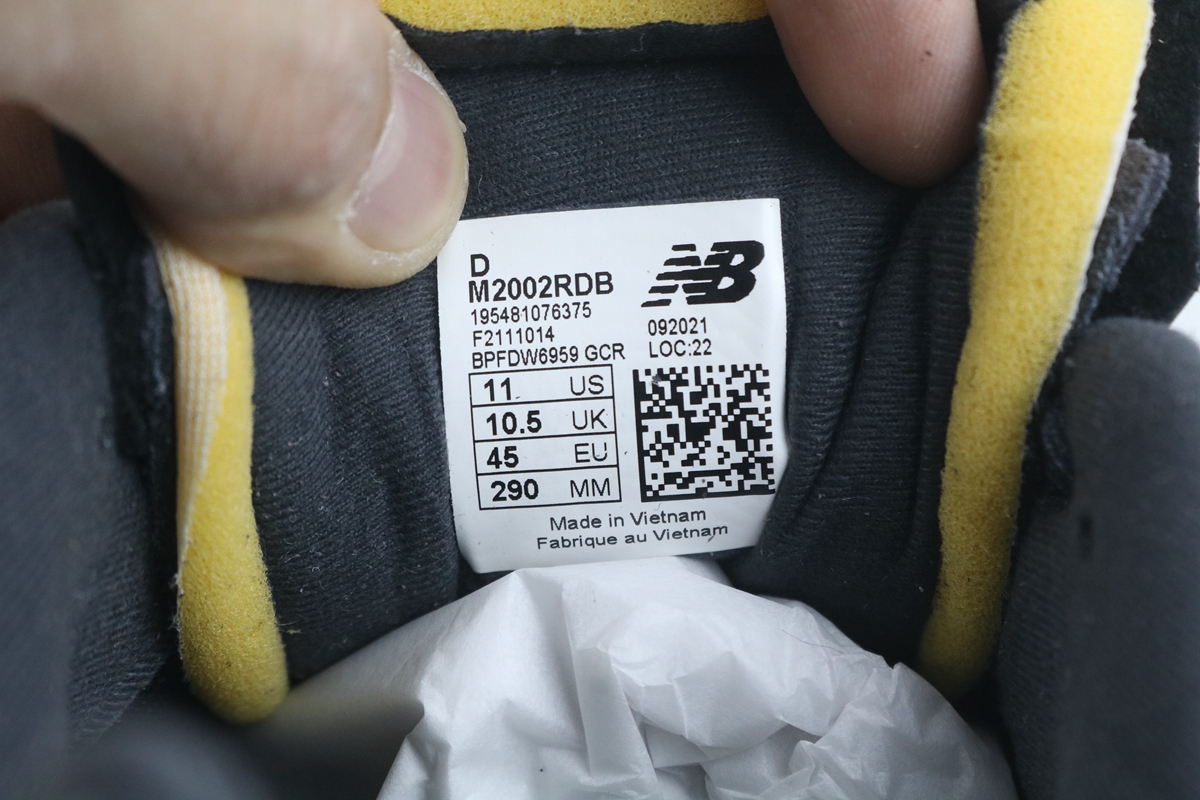 D
M2002RDB
195481076375
F2111014
BPFDW6959 GCR
NB
092021
LOC:22
11 US
10.5 UK
45 EU
290 MM
Made in Vietnam
Fabrique au Vietnam